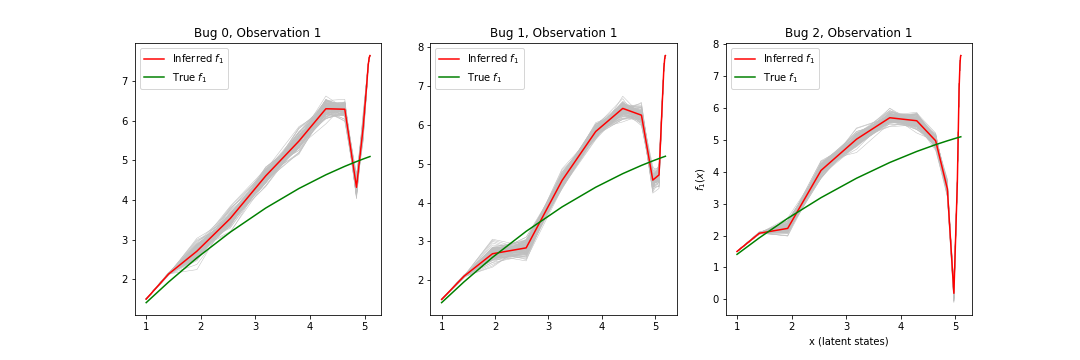 Bug 0, Observation 1
Inferred f₁
True f₁
7
6
5
4
3
2
1 2 3 4 5
Bug 1, Observation 1
Inferred f₁
True f₁
8
7
6
5
4
3
2
1 2 3 4 5
Bug 2, Observation 1
Inferred f₁
True f₁
f₁(x)
8
7
6
5
4
3
2
1
0
1 2 3 4 5
x (latent states)